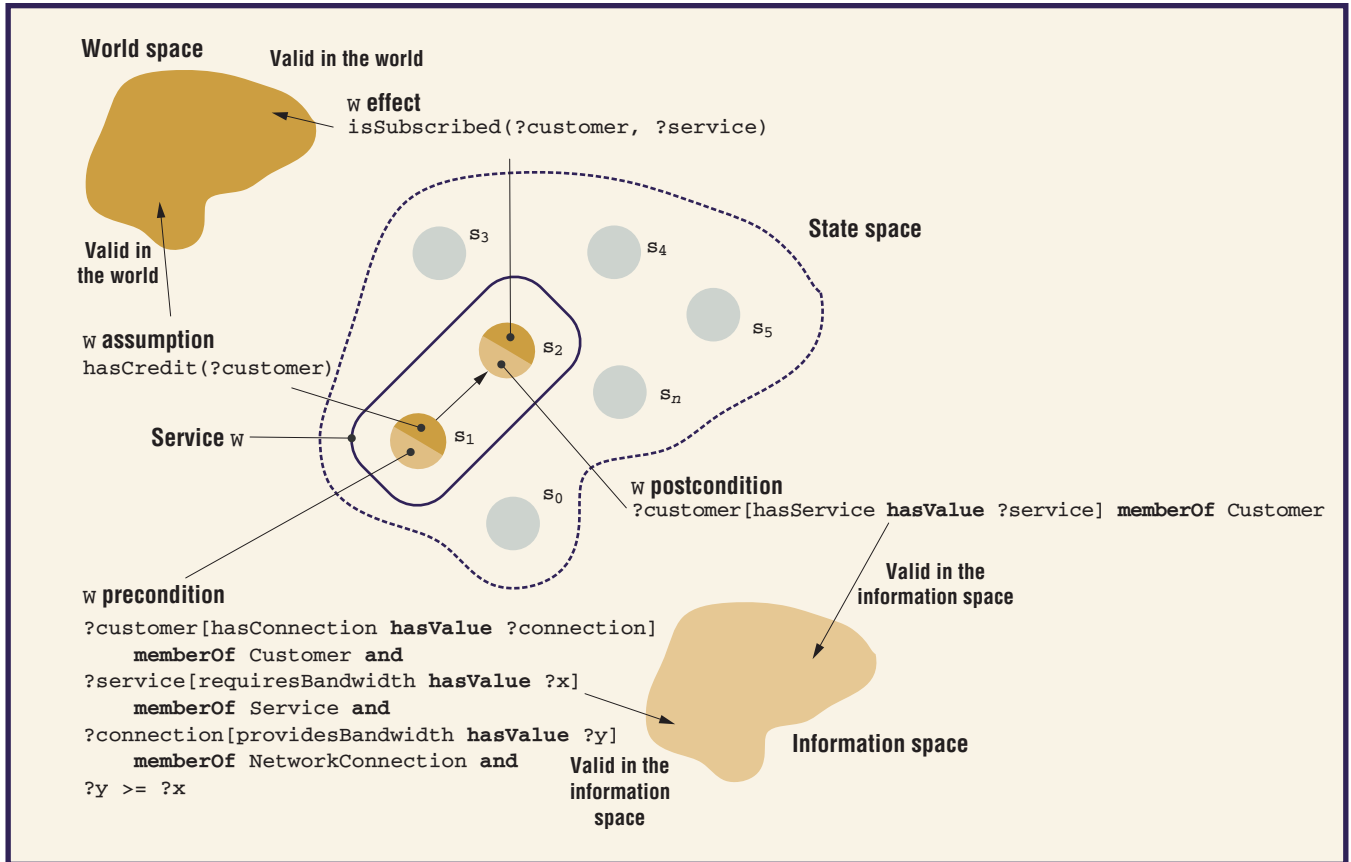 World space
Valid in the world
w effect
isSubscribed(?customer, ?service)
State space
s3
s4
s5
Valid in
the world
w assumption
hasCredit(?customer)
s2
sn
Service w
s1
s0
w postcondition
?customer[hasService hasValue ?service] memberOf Customer
Valid in the
information space
w precondition
?customer[hasConnection hasValue ?connection]
memberOf Customer and
?service[requiresBandwidth hasValue ?x]
memberOf Service and
?connection[providesBandwidth hasValue ?y]
memberOf NetworkConnection and
?y >= ?x
Information space
Valid in the
information
space